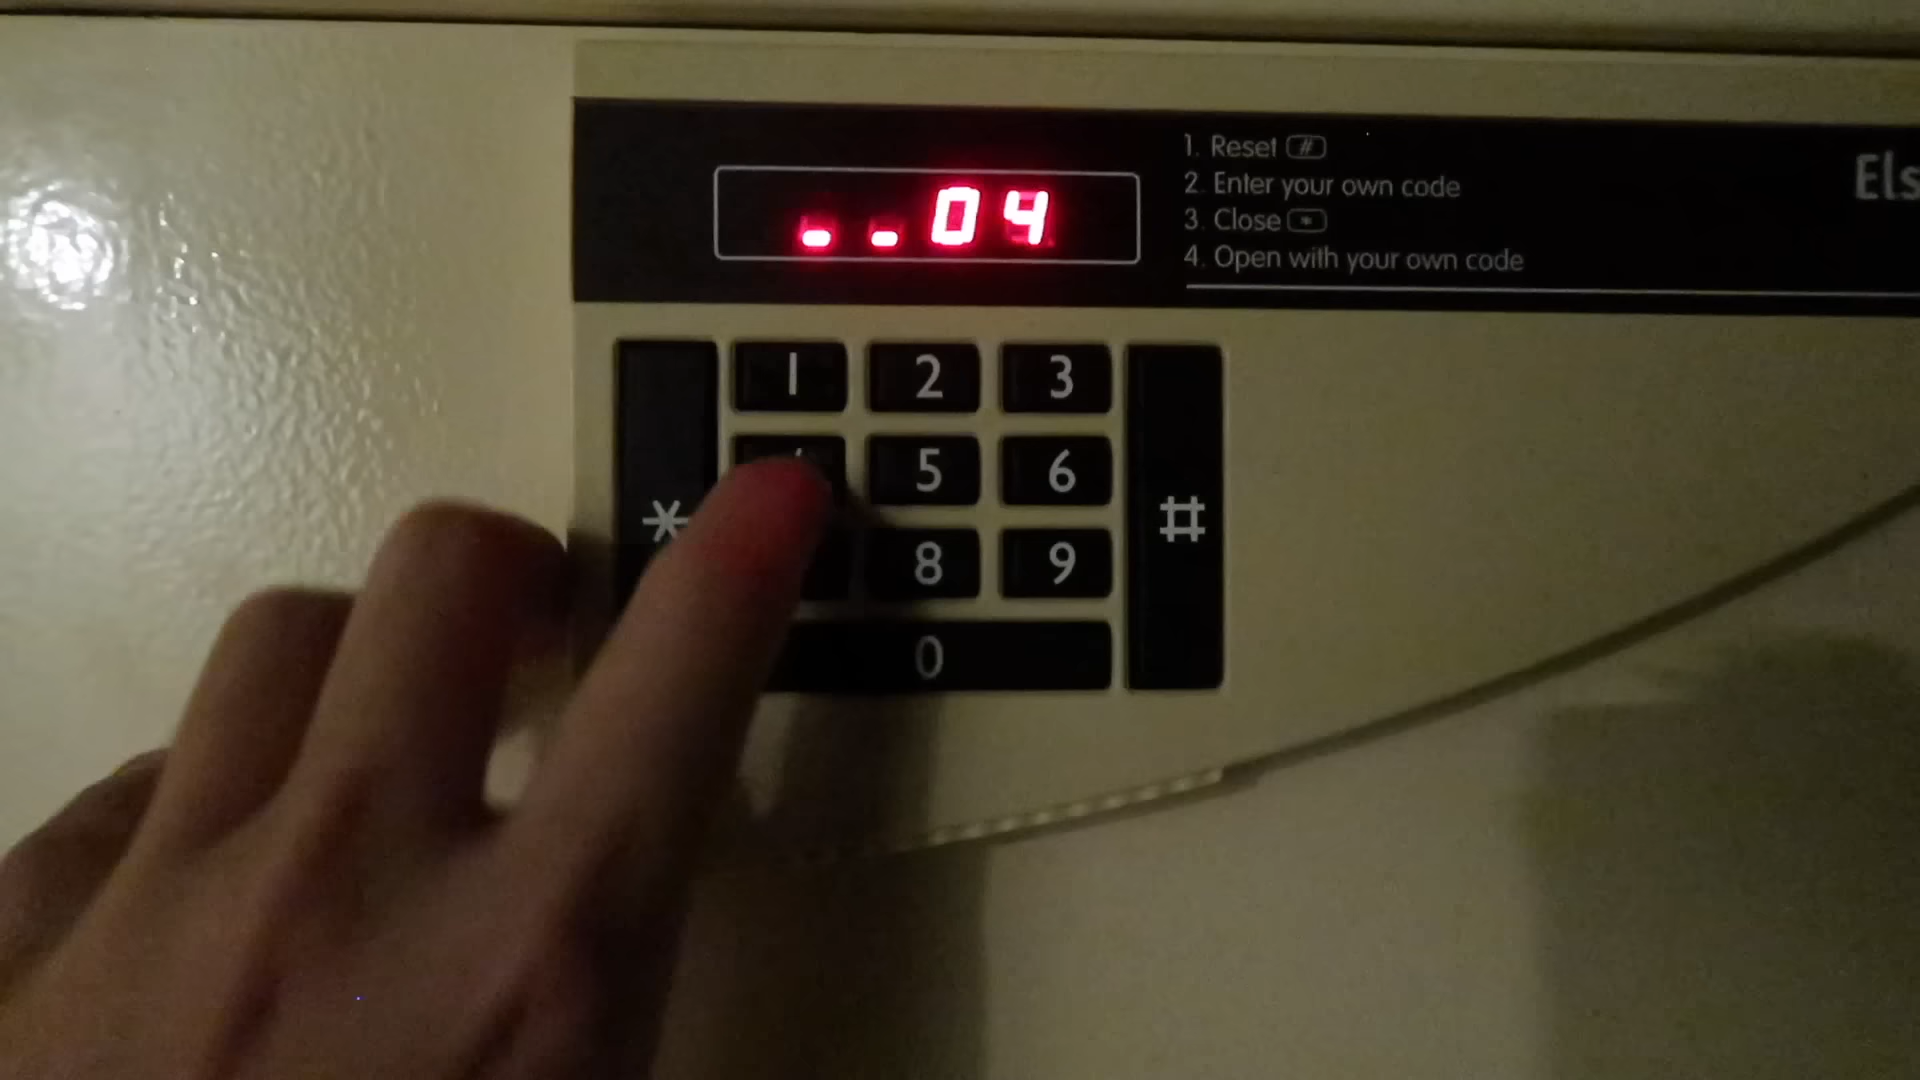 _ _ 04
1. Reset #
2. Enter your own code
3. Close *
4. Open with your own code
Els
1 2 3
5 6
* 8 9 #
0